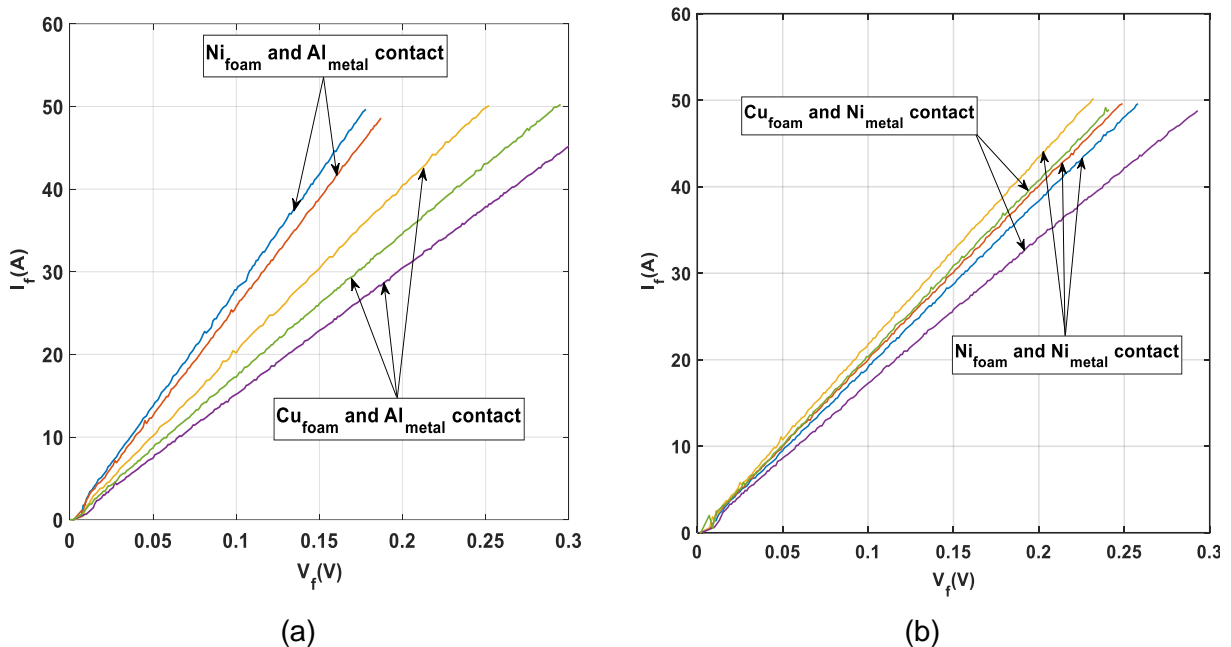 (a)
60
50
40
30
20
10
0
I_f(A)
Ni_foam and Al_metal contact
Cu_foam and Al_metal contact
0 0.05 0.1 0.15 0.2 0.25 0.3
V_f(V)
(b)
60
50
40
30
20
10
0
I_f(A)
Cu_foam and Ni_metal contact
Ni_foam and Ni_metal contact
0 0.05 0.1 0.15 0.2 0.25 0.3
V_f(V)